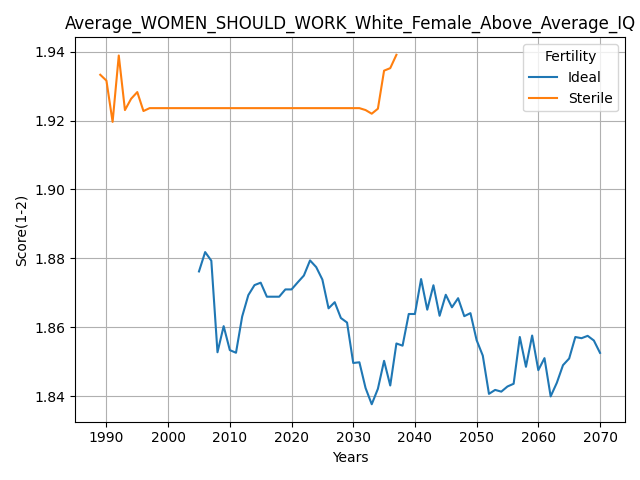 Average_WOMEN_SHOULD_WORK_White_Female_Above_Average_IQ
1.94
1.92
1.90
1.88
1.86
1.84
Score(1-2)
Fertility
Ideal
Sterile
1990 2000 2010 2020 2030 2040 2050 2060 2070
Years